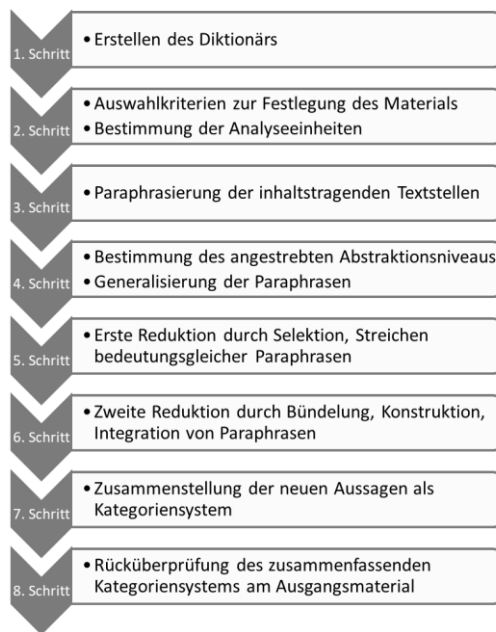 1. Schritt
• Erstellen des Diktionärs
2. Schritt
• Auswahlkriterien zur Festlegung des Materials
• Bestimmung der Analyseeinheiten
3. Schritt
• Paraphrasierung der inhaltstragenden Textstellen
4. Schritt
• Bestimmung des angestrebten Abstraktionsniveaus
• Generalisierung der Paraphrasen
5. Schritt
• Erste Reduktion durch Selektion, Streichen
bedeutungsgleicher Paraphrasen
6. Schritt
• Zweite Reduktion durch Bündelung, Konstruktion,
Integration von Paraphrasen
7. Schritt
• Zusammenstellung der neuen Aussagen als
Kategoriensystem
8. Schritt
• Rücküberprüfung des zusammenfassenden
Kategoriensystems am Ausgangsmaterial